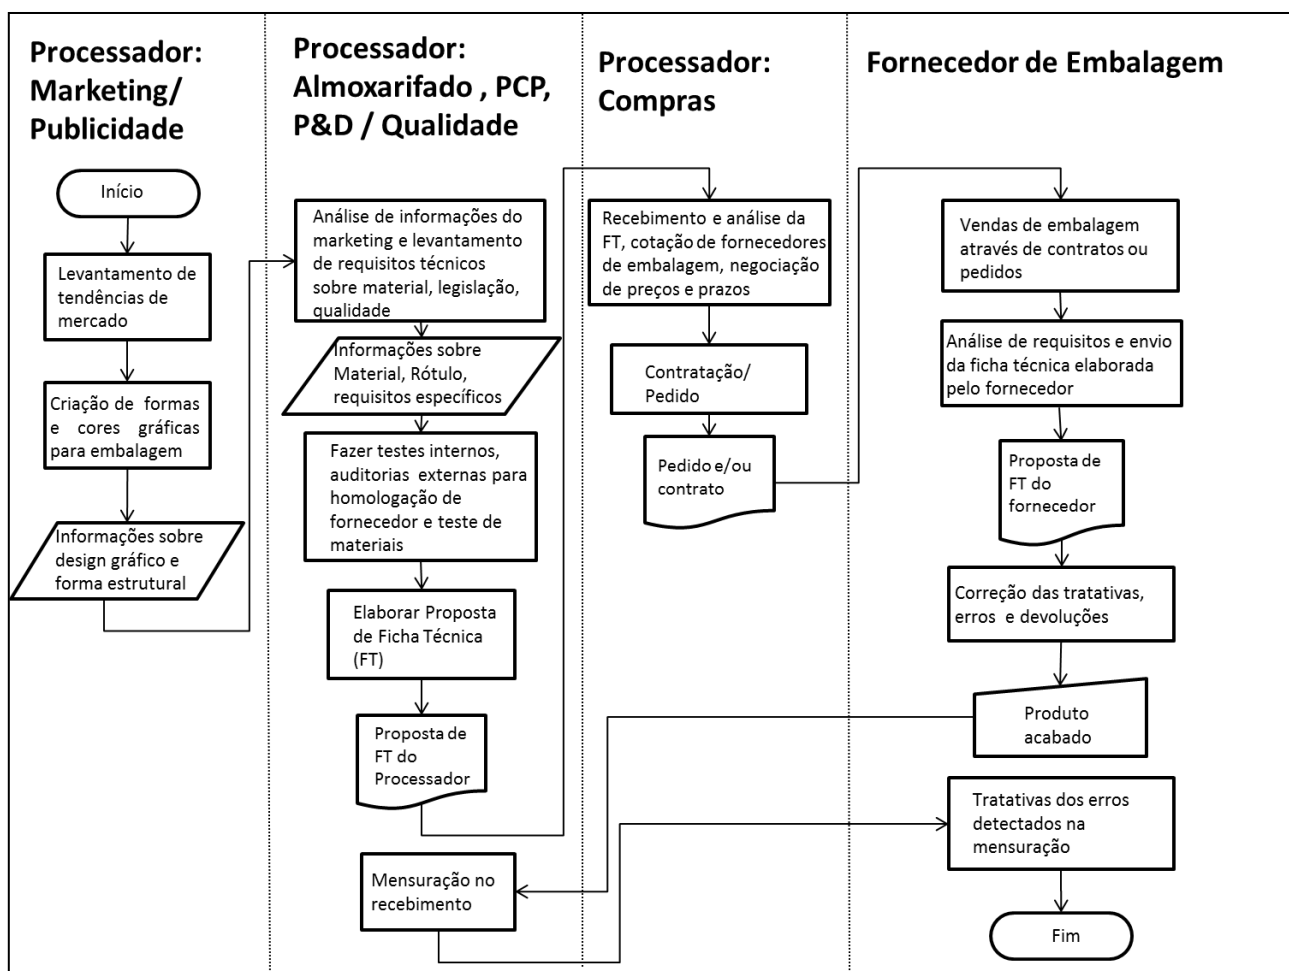 Processador:
Marketing/
Publicidade
Início
Levantamento de
tendências de
mercado
Criação de formas
e cores gráficas
para embalagem
Informações sobre
design gráfico e
forma estrutural
Processador:
Almoxarifado , PCP,
P&D / Qualidade
Análise de informações do
marketing e levantamento
de requisitos técnicos
sobre material, legislação,
qualidade
Informações sobre
Material, Rótulo,
requisitos específicos
Fazer testes internos,
auditorias externas para
homologação de
fornecedor e teste de
materiais
Elaborar Proposta
de Ficha Técnica
(FT)
Proposta de
FT do
Processador
Mensuração no
recebimento
Processador:
Compras
Recebimento e análise da
FT, cotação de fornecedores
de embalagem, negociação
de preços e prazos
Contratação/
Pedido
Pedido e/ou
contrato
Fornecedor de Embalagem
Vendas de embalagem
através de contratos ou
pedidos
Análise de requisitos e envio
da ficha técnica elaborada
pelo fornecedor
Proposta de
FT do
fornecedor
Correção das tratativas,
erros e devoluções
Produto
acabado
Tratativas dos erros
detectados na
mensuração
Fim